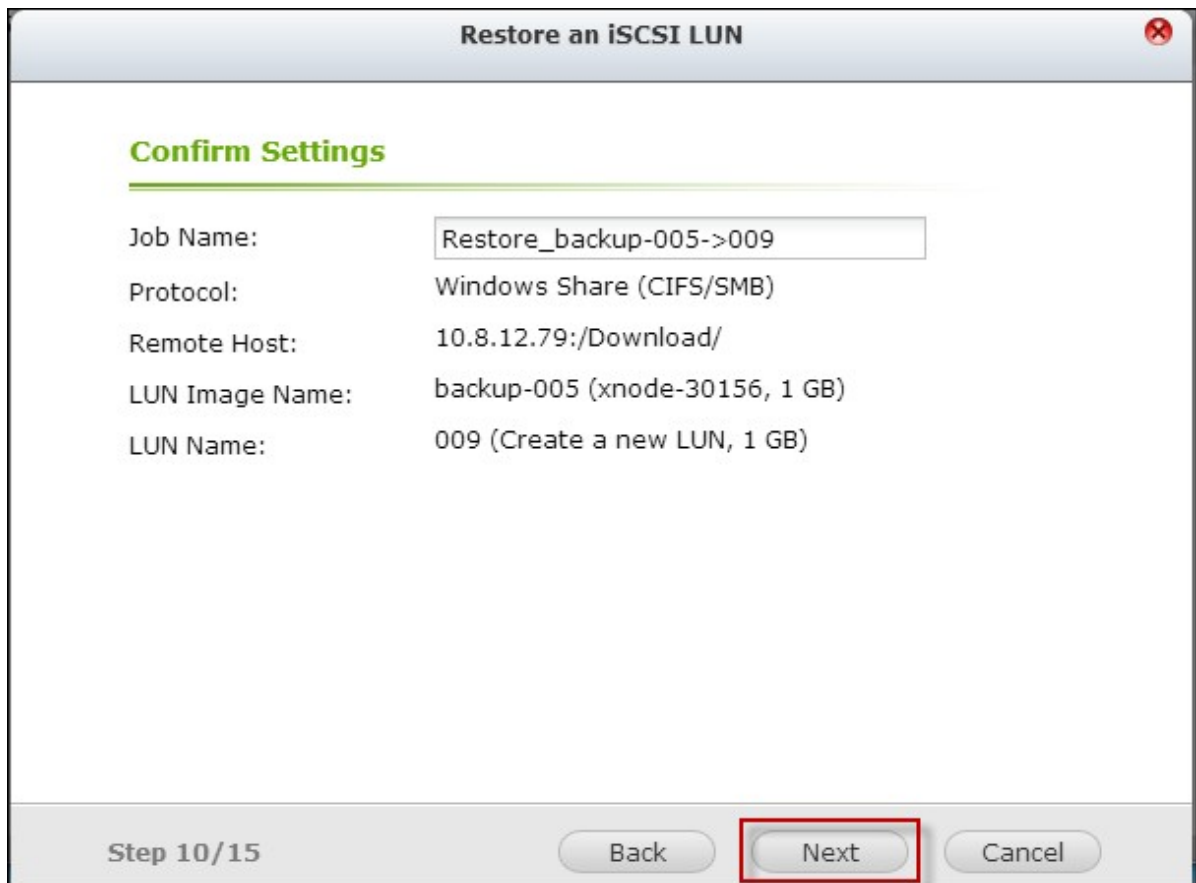 Restore an iSCSI LUN
Confirm Settings
Job Name: Restore_backup-005->009
Protocol: Windows Share (CIFS/SMB)
Remote Host: 10.8.12.79:/Download/
LUN Image Name: backup-005 (xnode-30156, 1 GB)
LUN Name: 009 (Create a new LUN, 1 GB)
Step 10/15 Back Next Cancel